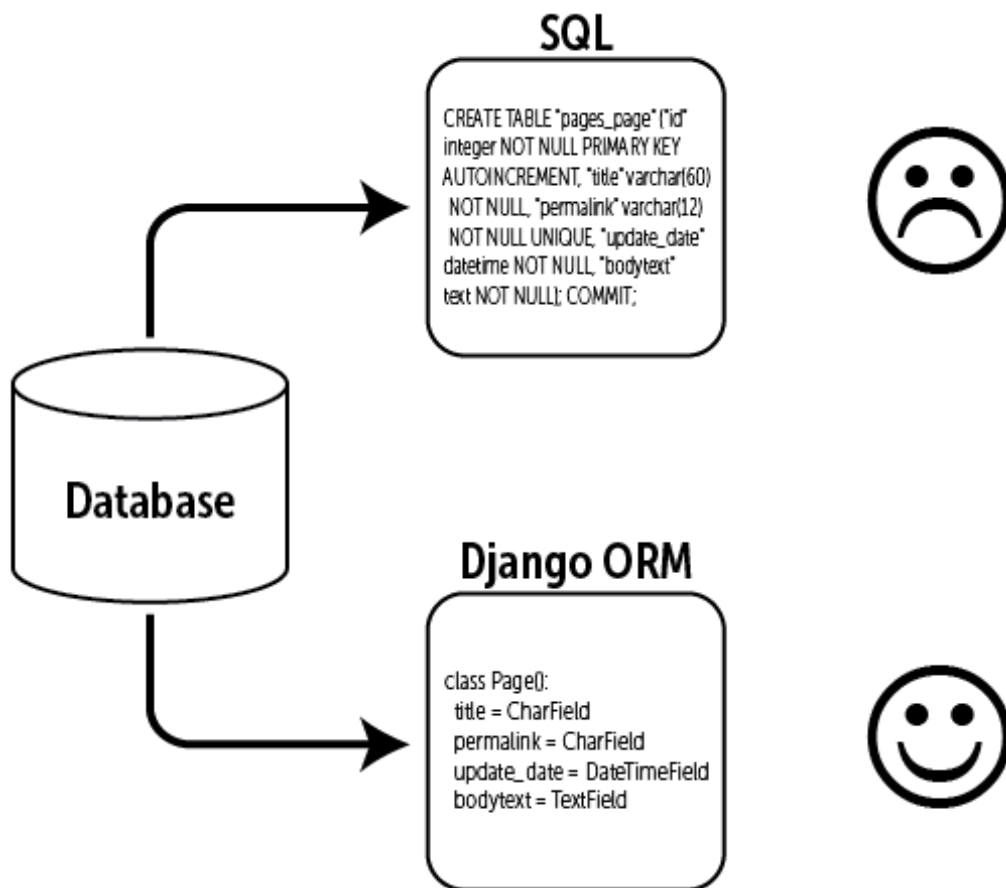 SQL
CREATE TABLE "pages_page" ("id"
integer NOT NULL PRIMARY KEY
AUTOINCREMENT, "title" varchar(60)
NOT NULL, "permalink" varchar(12)
NOT NULL UNIQUE, "update_date"
datetime NOT NULL, "bodytext"
text NOT NULL); COMMIT;
Database
Django ORM
class Page():
title = CharField
permalink = CharField
update_date = DateTimeField
bodytext = TextField